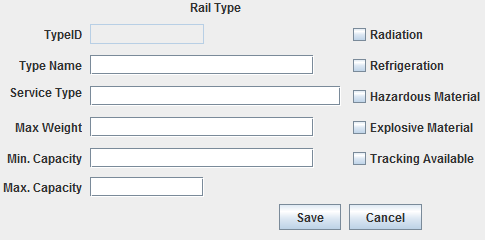 Rail Type
TypeID
Radiation
Type Name
Refrigeration
Service Type
Hazardous Material
Max Weight
Explosive Material
Min. Capacity
Tracking Available
Max. Capacity
Save
Cancel